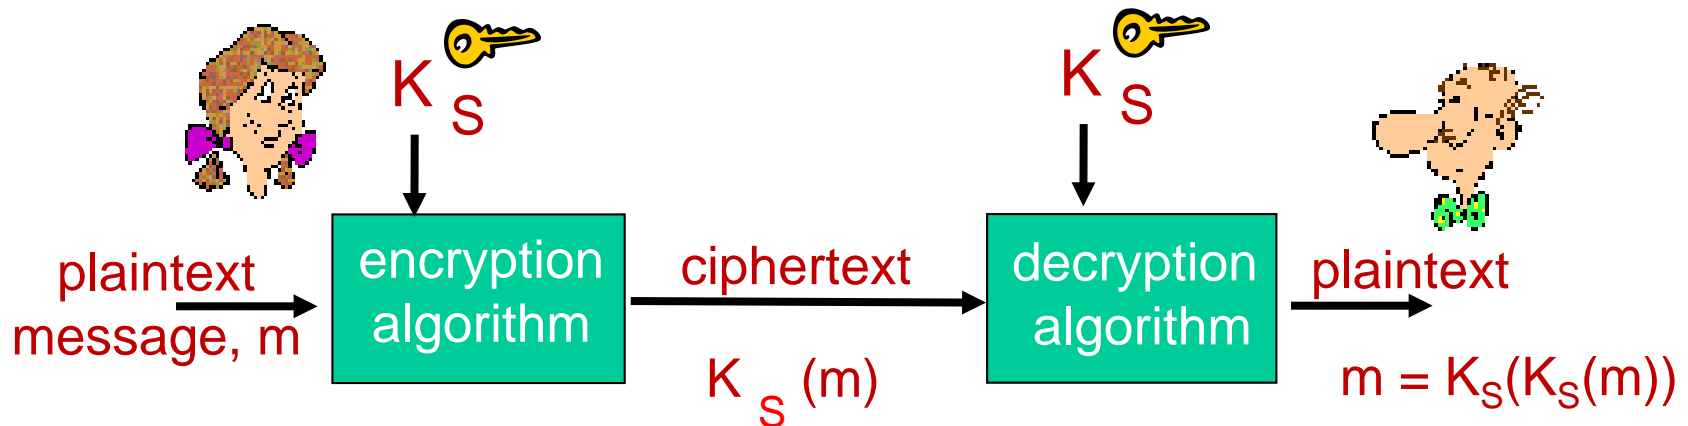 K S
K S
plaintext
message, m
encryption
algorithm
ciphertext
K S (m)
decryption
algorithm
plaintext
m = KS(KS(m))